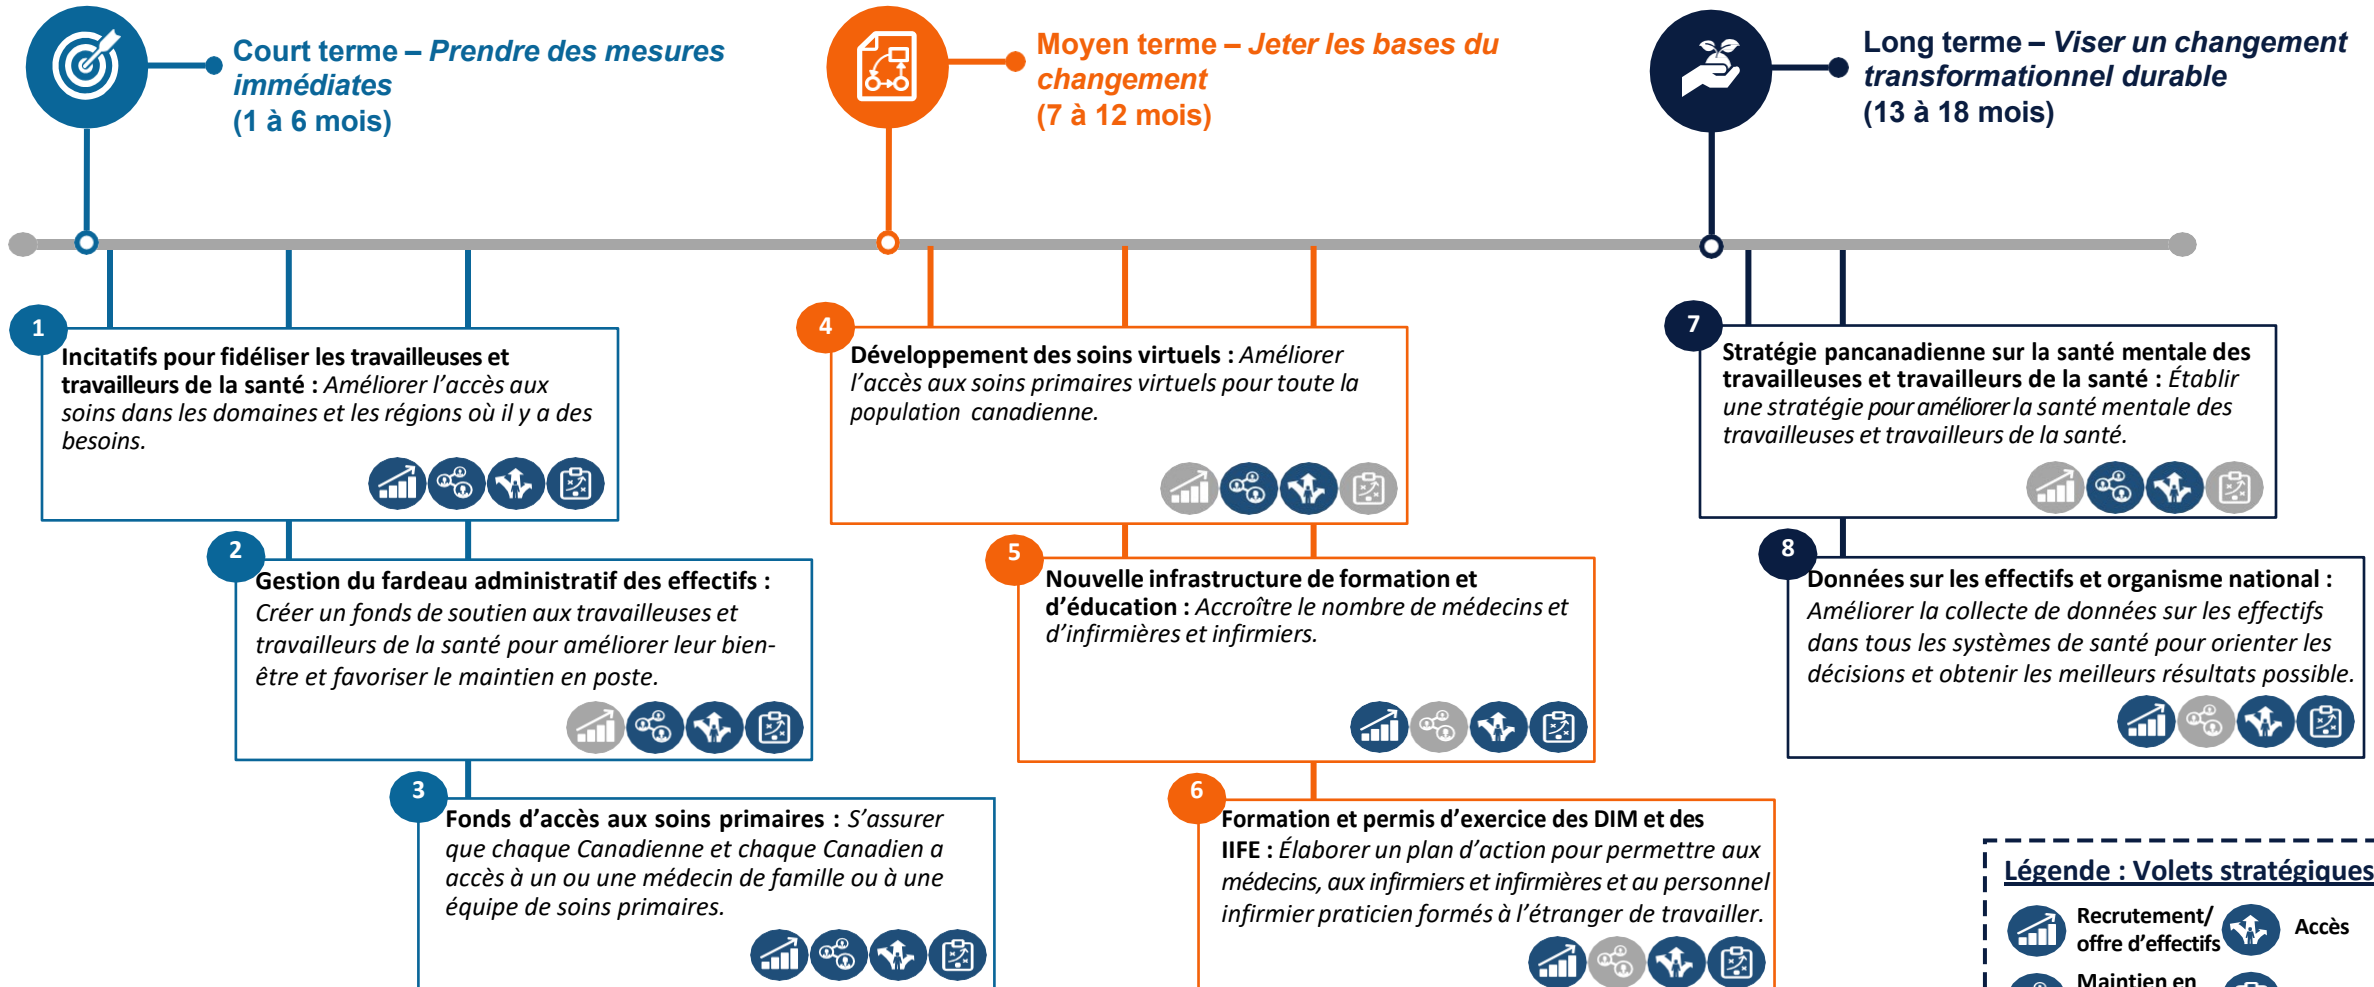 Court terme – Prendre des mesures
immédiates
(1 à 6 mois)
Moyen terme – Jeter les bases du
changement
(7 à 12 mois)
Long terme – Viser un changement
transformationnel durable
(13 à 18 mois)
1
Incitatifs pour fidéliser les travailleuses et
travailleurs de la santé : Améliorer l’accès aux
soins dans les domaines et les régions où il y a des
besoins.
2
Gestion du fardeau administratif des effectifs :
Créer un fonds de soutien aux travailleuses et
travailleurs de la santé pour améliorer leur bien-
être et favoriser le maintien en poste.
3
Fonds d’accès aux soins primaires : S’assurer
que chaque Canadienne et chaque Canadien a
accès à un ou une médecin de famille ou à une
équipe de soins primaires.
4
Développement des soins virtuels : Améliorer
l’accès aux soins primaires virtuels pour toute la
population canadienne.
5
Nouvelle infrastructure de formation et
d’éducation : Accroître le nombre de médecins et
d’infirmières et infirmiers.
6
Formation et permis d’exercice des DIM et des
IIFE : Élaborer un plan d’action pour permettre aux
médecins, aux infirmiers et infirmières et au personnel
infirmier praticien formés à l’étranger de travailler.
7
Stratégie pancanadienne sur la santé mentale des
travailleuses et travailleurs de la santé : Établir
une stratégie pour améliorer la santé mentale des
travailleuses et travailleurs de la santé.
8
Données sur les effectifs et organisme national :
Améliorer la collecte de données sur les effectifs
dans tous les systèmes de santé pour orienter les
décisions et obtenir les meilleurs résultats possible.
Légende : Volets stratégiques
Recrutement/
offre d’effectifs
Accès
Maintien en